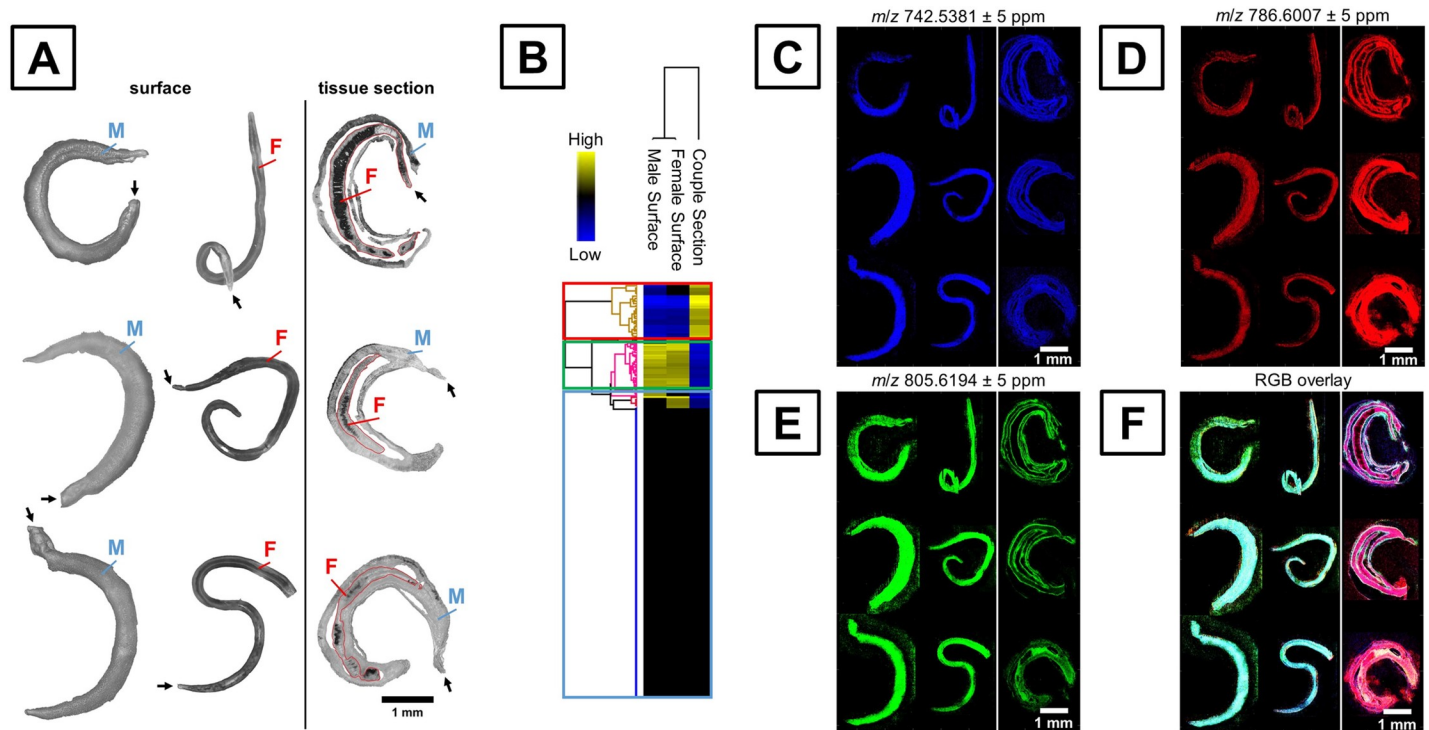 A
surface
tissue section
M
F
M
F
M
F
M
F
M
F
M
F
1 mm
B
High
Low
Male Surface
Female Surface
Couple Section
C
m/z 742.5381 ± 5 ppm
1 mm
D
m/z 786.6007 ± 5 ppm
1 mm
E
m/z 805.6194 ± 5 ppm
1 mm
F
RGB overlay
1 mm